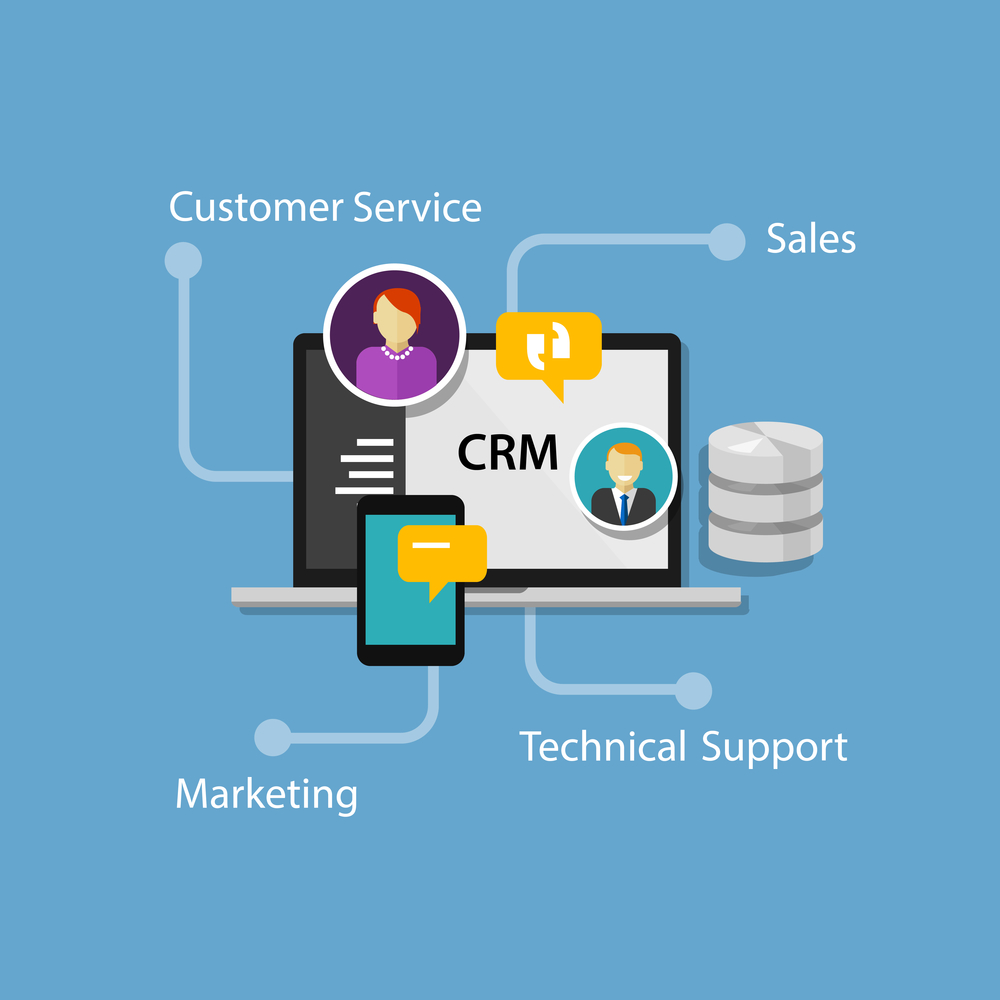 Customer Service
Sales
CRM
Technical Support
Marketing